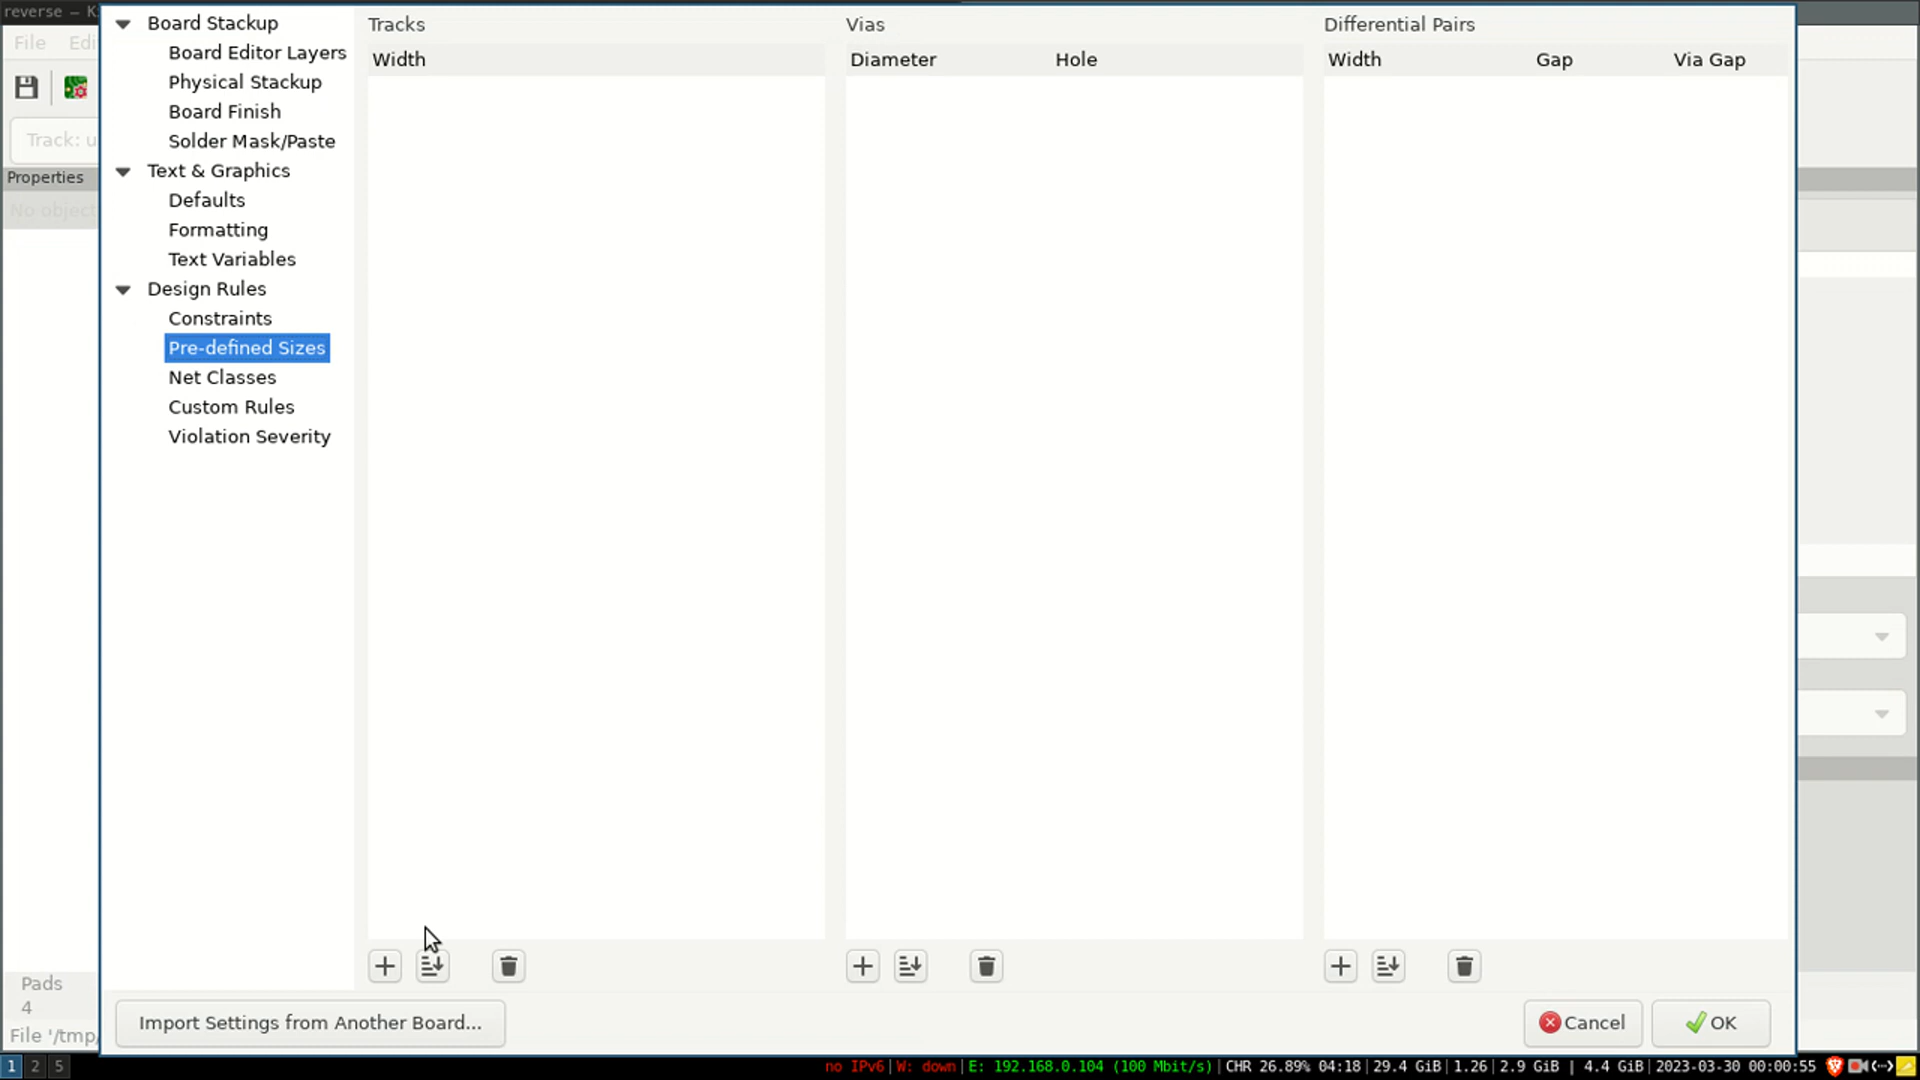 reverse — K
File Edi
Track: u
Properties
No object
Board Stackup
Board Editor Layers
Physical Stackup
Board Finish
Solder Mask/Paste
Text & Graphics
Defaults
Formatting
Text Variables
Design Rules
Constraints
Pre-defined Sizes
Net Classes
Custom Rules
Violation Severity
Tracks
Width
Vias
Diameter Hole
Differential Pairs
Width Gap Via Gap
Pads
4
File '/tmp/
Import Settings from Another Board...
Cancel
OK
1 2 5
no IPv6|W: down|E: 192.168.0.104 (100 Mbit/s)|CHR 26.89% 04:18|29.4 GiB|1.26|2.9 GiB | 4.4 GiB|2023-03-30 00:00:55